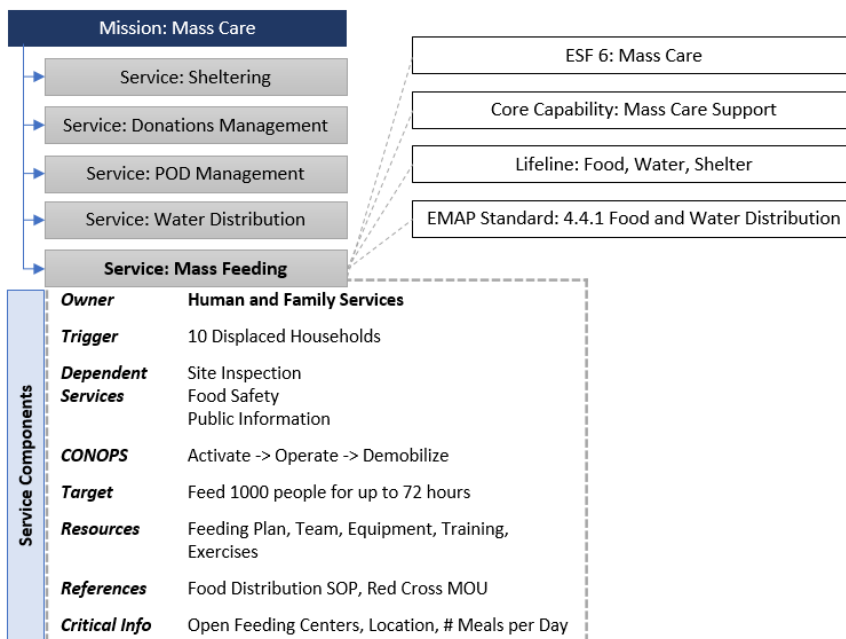 Mission: Mass Care
Service: Sheltering
Service: Donations Management
Service: POD Management
Service: Water Distribution
Service: Mass Feeding
ESF 6: Mass Care
Core Capability: Mass Care Support
Lifeline: Food, Water, Shelter
EMAP Standard: 4.4.1 Food and Water Distribution
Service Components
Owner Human and Family Services
Trigger 10 Displaced Households
Dependent Site Inspection
Services Food Safety
Public Information
CONOPS Activate -> Operate -> Demobilize
Target Feed 1000 people for up to 72 hours
Resources Feeding Plan, Team, Equipment, Training,
Exercises
References Food Distribution SOP, Red Cross MOU
Critical Info Open Feeding Centers, Location, # Meals per Day